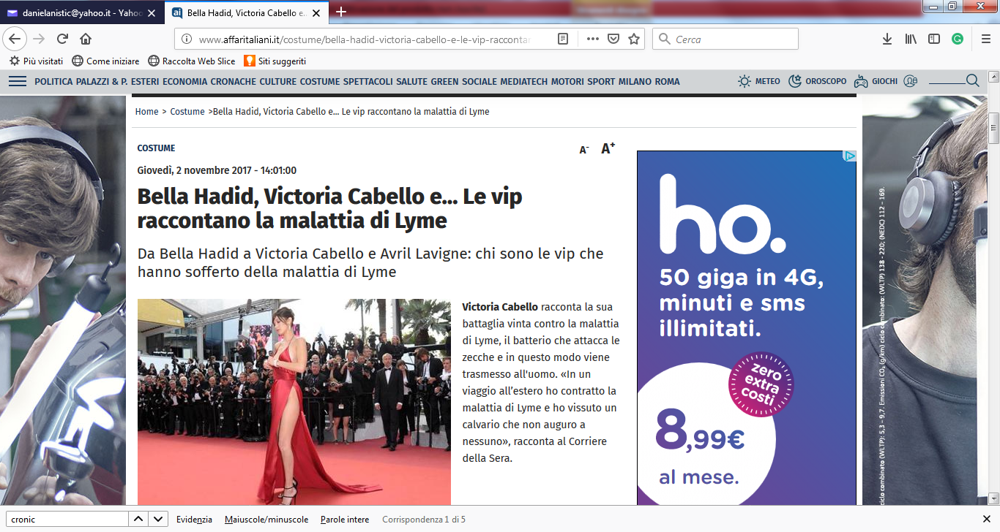 danielanistic@yahoo.it - Yahoo
Bella Hadid, Victoria Cabello e...
www.affaritaliani.it/costume/bella-hadid-victoria-cabello-e-le-vip-raccontan
Cerca
Più visitati
Come iniziare
Raccolta Web Slice
Siti suggeriti
POLITICA PALAZZI & P. ESTERI ECONOMIA CRONACHE CULTURE COSTUME SPETTACOLI SALUTE GREEN SOCIALE MEDIATECH MOTORI SPORT MILANO ROMA
METEO
OROSCOPO
GIOCHI
Home > Costume >Bella Hadid, Victoria Cabello e... Le vip raccontano la malattia di Lyme
COSTUME
A- A+
Giovedì, 2 novembre 2017 - 14:01:00
Bella Hadid, Victoria Cabello e... Le vip
raccontano la malattia di Lyme
Da Bella Hadid a Victoria Cabello e Avril Lavigne: chi sono le vip che
hanno sofferto della malattia di Lyme
Victoria Cabello racconta la sua
battaglia vinta contro la malattia
di Lyme, il batterio che attacca le
zecche e in questo modo viene
trasmesso all'uomo. «In un
viaggio all'estero ho contratto la
malattia di Lyme e ho vissuto un
calvario che non auguro a
nessuno», racconta al Corriere
della Sera.
ho.
50 giga in 4G,
minuti e sms
illimitati.
zero
extra
costi
8,99€
al mese.
ciclo combinato (WLTP): 5,3 – 9,7. Emissioni CO₂ (g/km) ciclo combinato: (WLTP) 138 - 220; (NEDC) 112 – 169.
cronic
Evidenzia
Maiuscole/minuscole
Parole intere
Corrispondenza 1 di 5